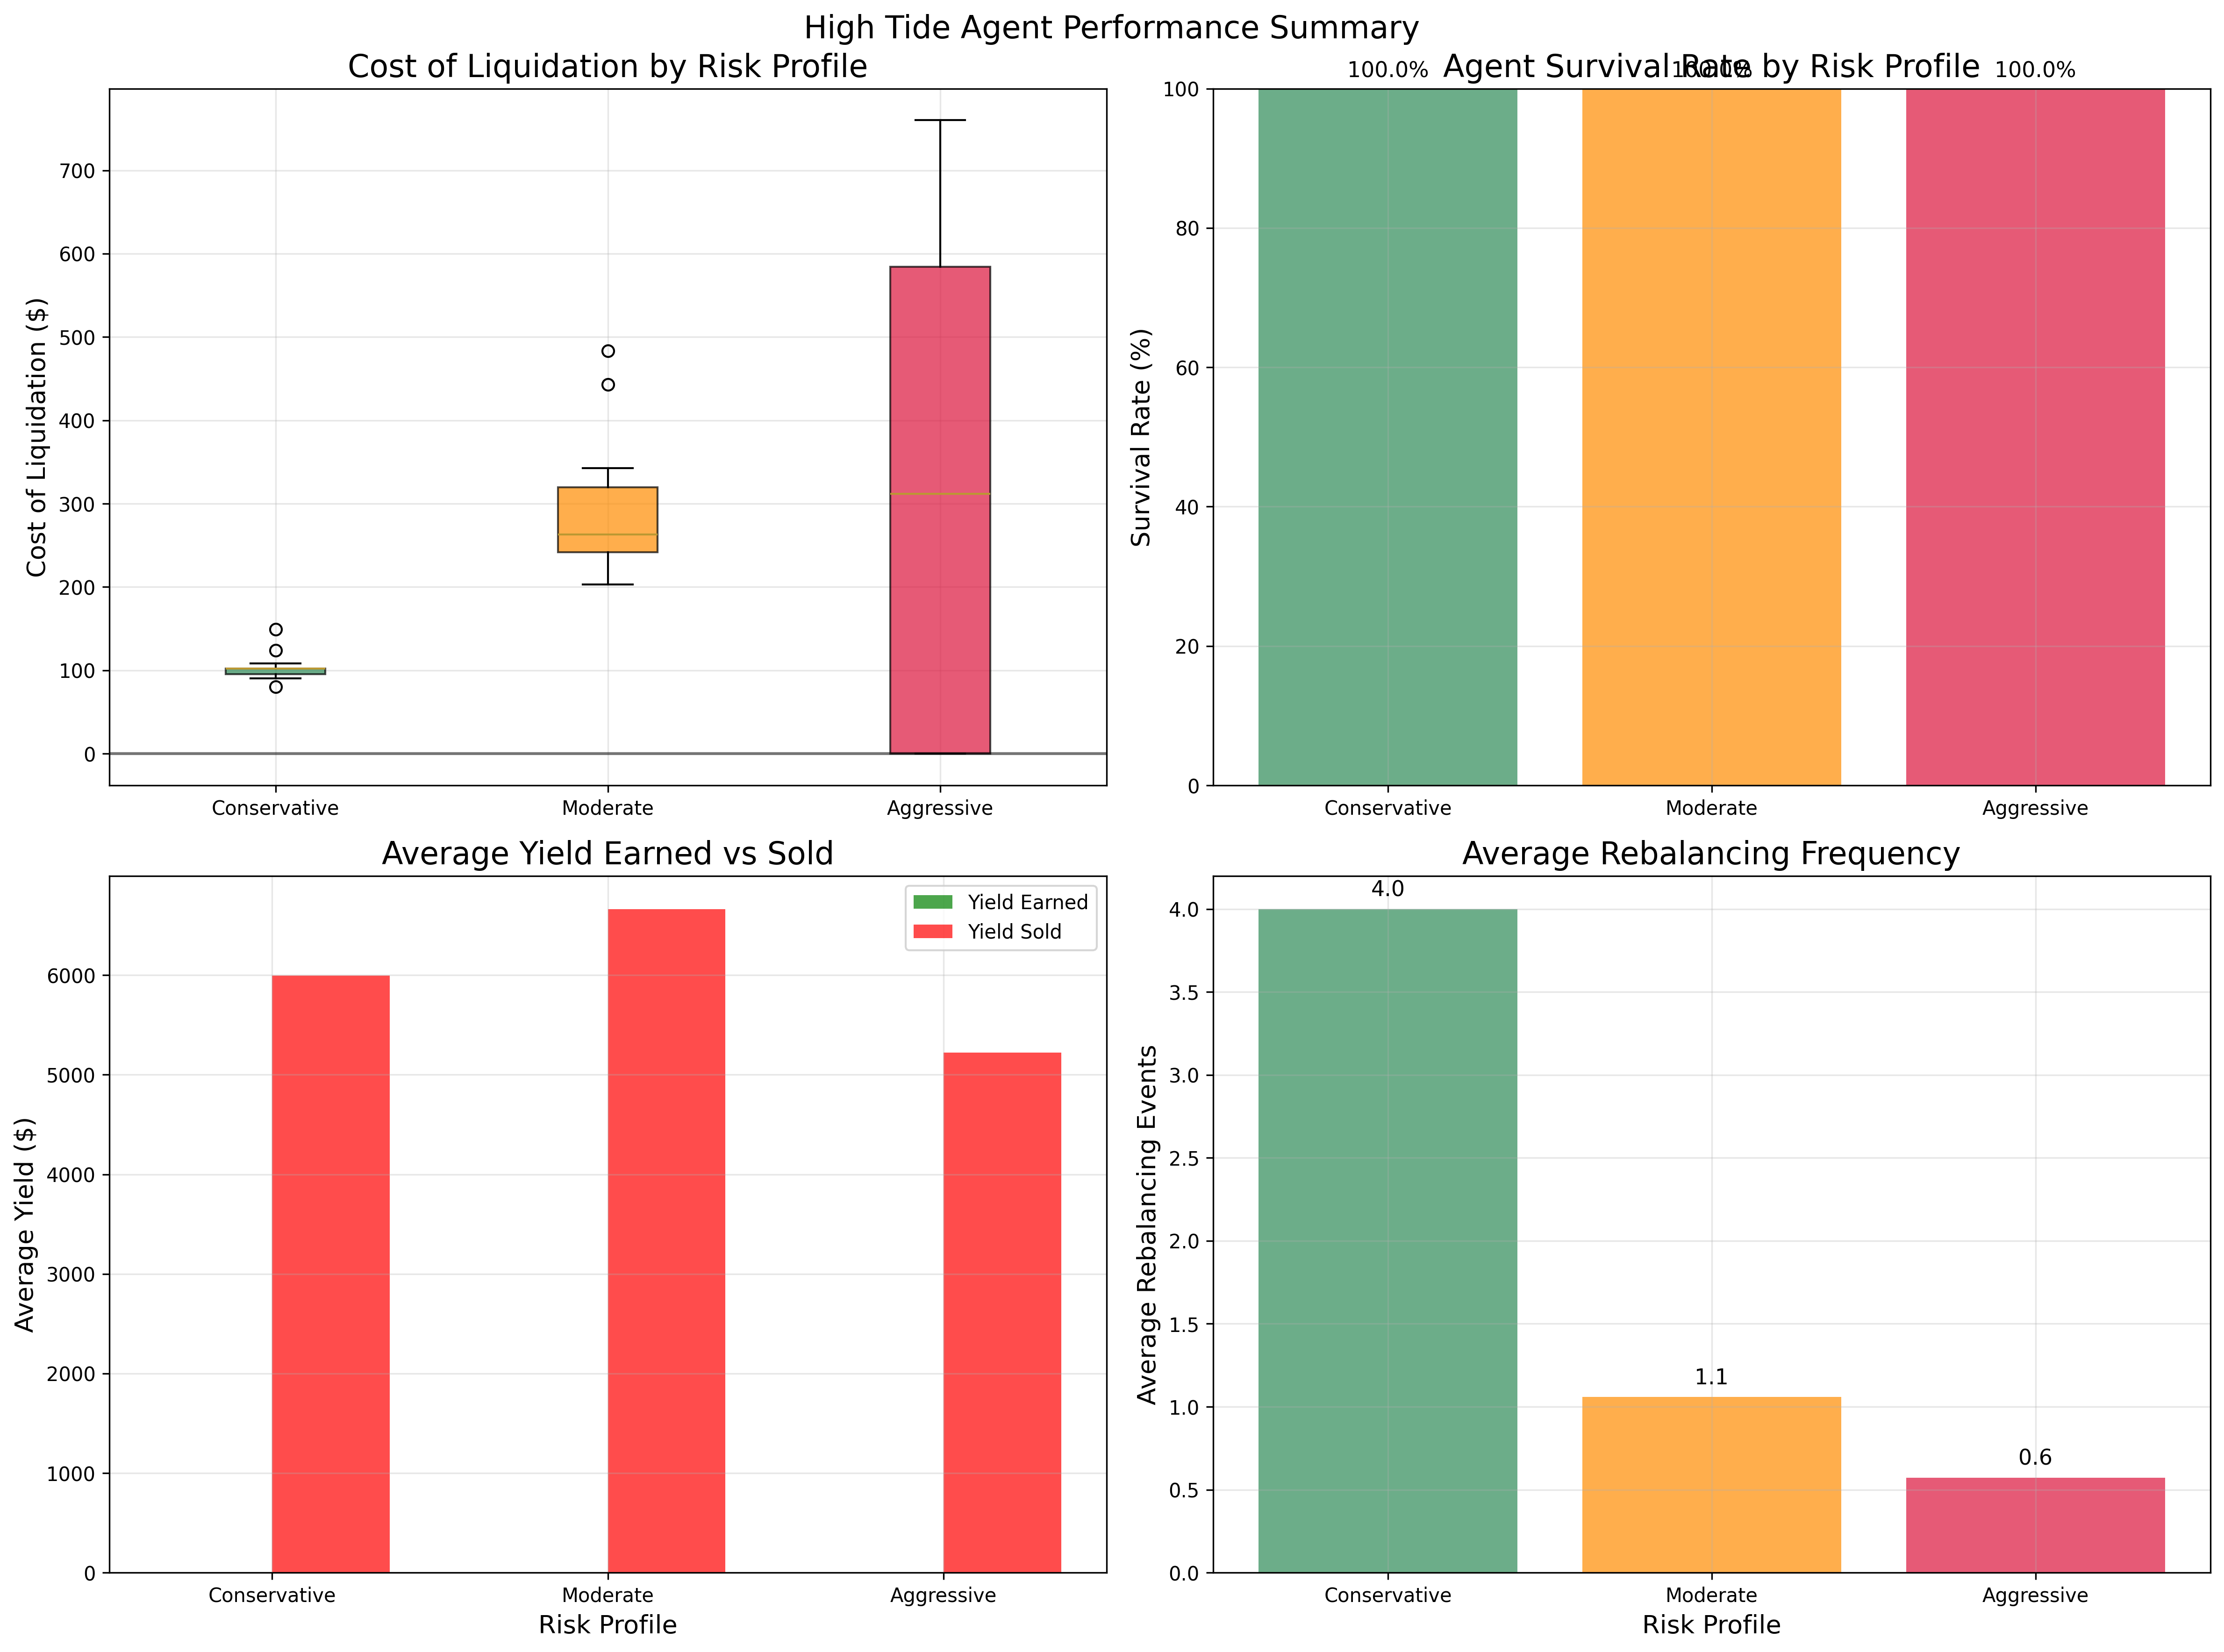 High Tide Agent Performance Summary
Cost of Liquidation by Risk Profile
Cost of Liquidation ($)
700
600
500
400
300
200
100
0
Conservative
Moderate
Aggressive
Agent Survival Rate by Risk Profile
100.0%
100.0%
100.0%
Survival Rate (%)
100
80
60
40
20
0
Conservative
Moderate
Aggressive
Average Yield Earned vs Sold
Yield Earned
Yield Sold
Average Yield ($)
6000
5000
4000
3000
2000
1000
0
Conservative
Moderate
Aggressive
Risk Profile
Average Rebalancing Frequency
4.0
1.1
0.6
Average Rebalancing Events
4.0
3.5
3.0
2.5
2.0
1.5
1.0
0.5
0.0
Conservative
Moderate
Aggressive
Risk Profile